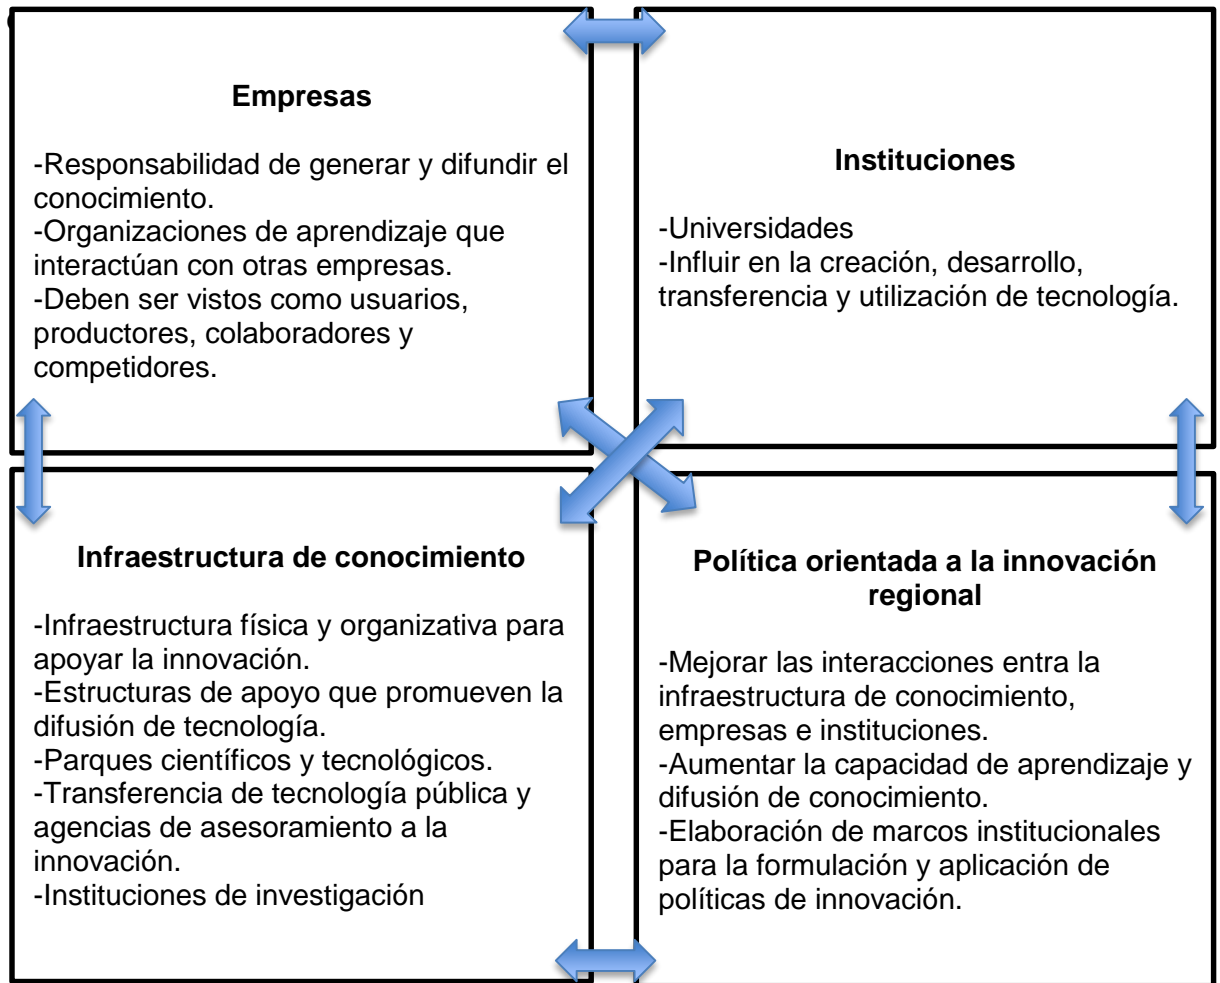 Empresas
-Responsabilidad de generar y difundir el
conocimiento.
-Organizaciones de aprendizaje que
interactúan con otras empresas.
-Deben ser vistos como usuarios,
productores, colaboradores y
competidores.
Instituciones
-Universidades
-Influir en la creación, desarrollo,
transferencia y utilización de tecnología.
Infraestructura de conocimiento
-Infraestructura física y organizativa para
apoyar la innovación.
-Estructuras de apoyo que promueven la
difusión de tecnología.
-Parques científicos y tecnológicos.
-Transferencia de tecnología pública y
agencias de asesoramiento a la
innovación.
-Instituciones de investigación
Política orientada a la innovación
regional
-Mejorar las interacciones entra la
infraestructura de conocimiento,
empresas e instituciones.
-Aumentar la capacidad de aprendizaje y
difusión de conocimiento.
-Elaboración de marcos institucionales
para la formulación y aplicación de
políticas de innovación.